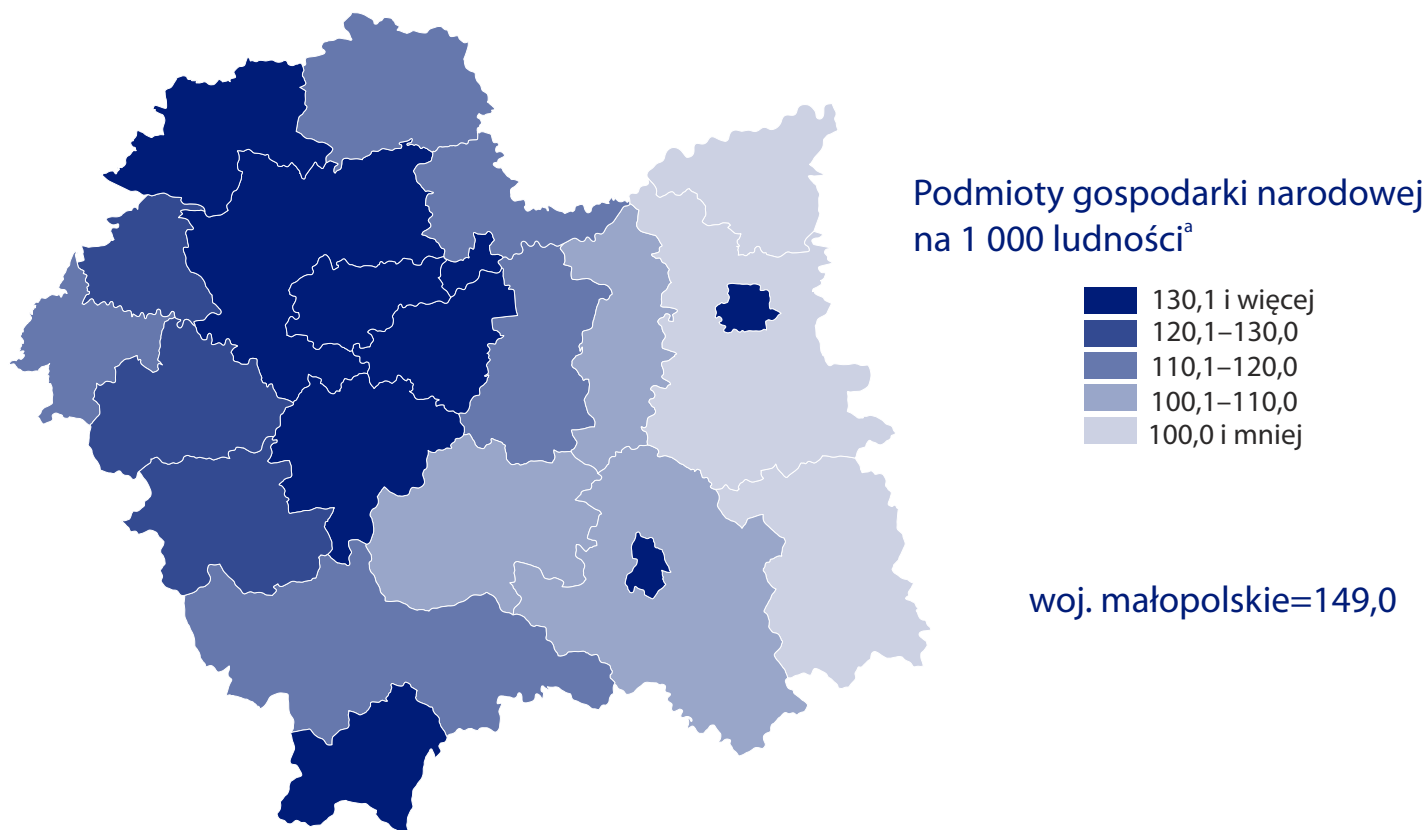 Podmioty gospodarki narodowej
na 1 000 ludnościᵃ
130,1 i więcej
120,1–130,0
110,1–120,0
100,1–110,0
100,0 i mniej
woj. małopolskie=149,0